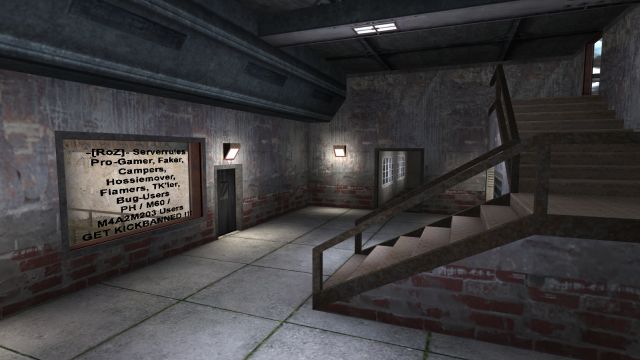 -[RoZ]- Serverrules
Pro-Gamer, Faker,
Campers,
Hossiemover,
Flamers, TK'ler,
Bug-Users
PH / M60 /
M4A2M203 Users
GET KICKBANNED !!!